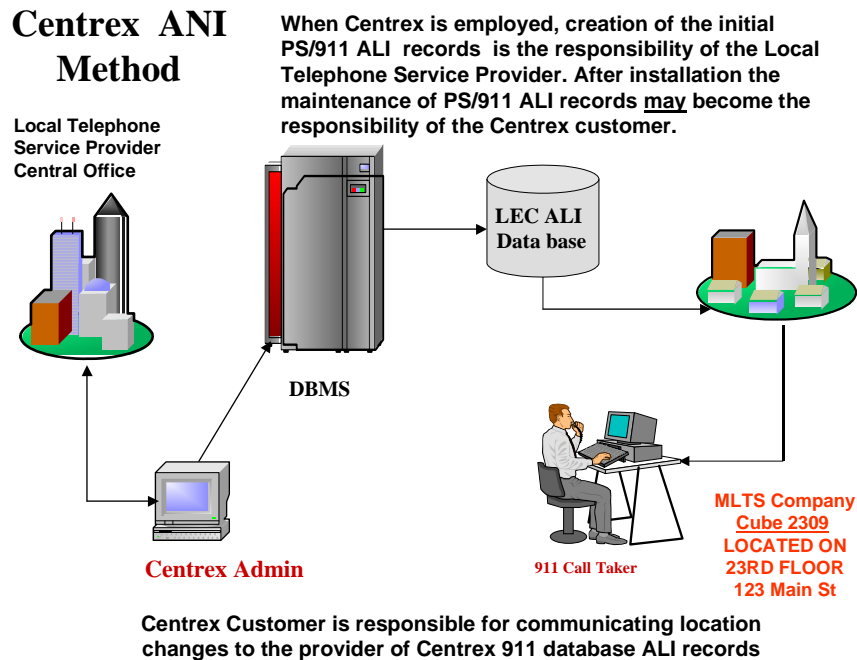 Centrex ANI
Method
When Centrex is employed, creation of the initial
PS/911 ALI records is the responsibility of the Local
Telephone Service Provider. After installation the
maintenance of PS/911 ALI records may become the
responsibility of the Centrex customer.
Local Telephone
Service Provider
Central Office
LEC ALI
Data base
DBMS
Centrex Admin
911 Call Taker
MLTS Company
Cube 2309
LOCATED ON
23RD FLOOR
123 Main St
Centrex Customer is responsible for communicating location
changes to the provider of Centrex 911 database ALI records